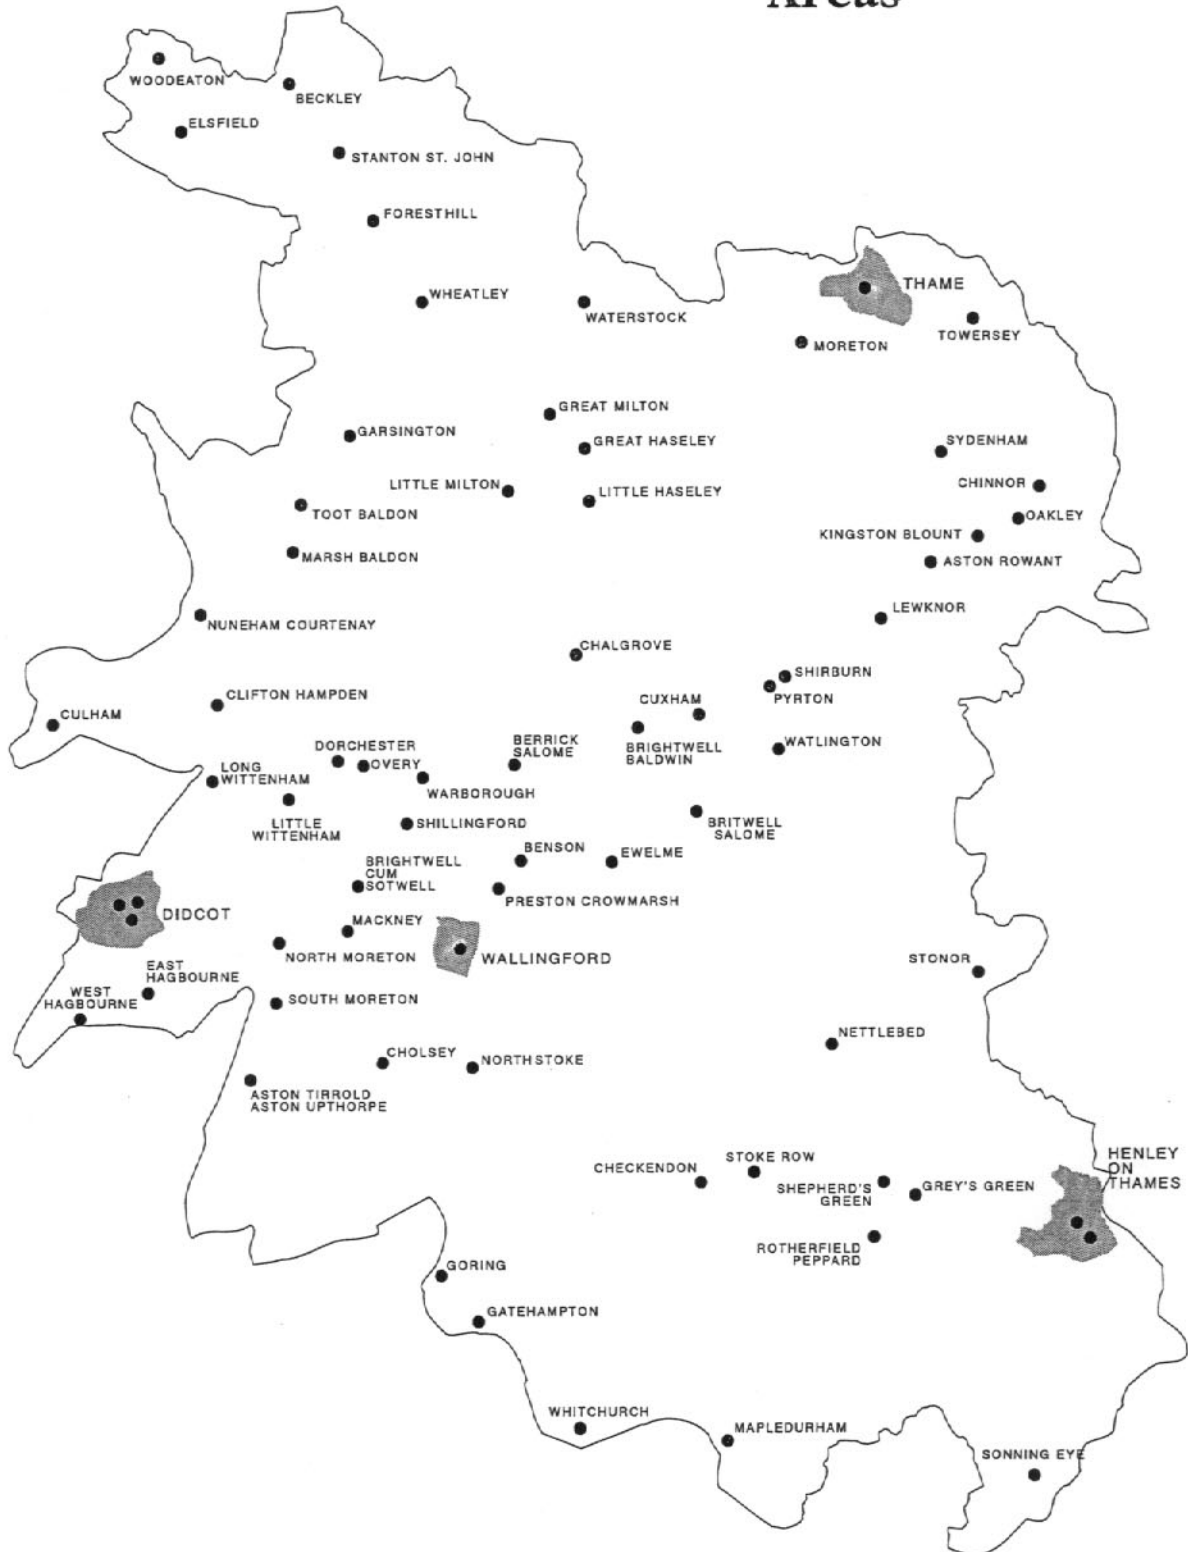 Areas
WOODEATON
BECKLEY
ELSFIELD
STANTON ST. JOHN
FORESTHILL
THAME
WHEATLEY
WATERSTOCK
TOWERSEY
MORETON
GREAT MILTON
GARSINGTON
GREAT HASELEY
SYDENHAM
LITTLE MILTON
LITTLE HASELEY
CHINNOR
TOOT BALDON
OAKLEY
KINGSTON BLOUNT
MARSH BALDON
ASTON ROWANT
LEWKNOR
NUNEHAM COURTENAY
CHALGROVE
SHIRBURN
PYRTON
CLIFTON HAMPDEN
CUXHAM
CULHAM
BRIGHTWELL
BALDWIN
WATLINGTON
BERRICK
SALOME
DORCHESTER
OVERY
LONG
WITTENHAM
WARBOROUGH
LITTLE
WITTENHAM
SHILLINGFORD
BRITWELL
SALOME
BENSON
EWELME
BRIGHTWELL
CUM
SOTWELL
PRESTON CROWMARSH
DIDCOT
MACKNEY
NORTH MORETON
WALLINGFORD
STONOR
EAST
HAGBOURNE
WEST
HAGBOURNE
SOUTH MORETON
NETTLEBED
CHOLSEY
NORTH STOKE
ASTON TIRROLD
ASTON UPTHORPE
HENLEY
ON
THAMES
STOKE ROW
CHECKENDON
SHEPHERD'S
GREEN
GREY'S GREEN
ROTHERFIELD
PEPPARD
GORING
GATEHAMPTON
WHITCHURCH
MAPLEDURHAM
SONNING EYE